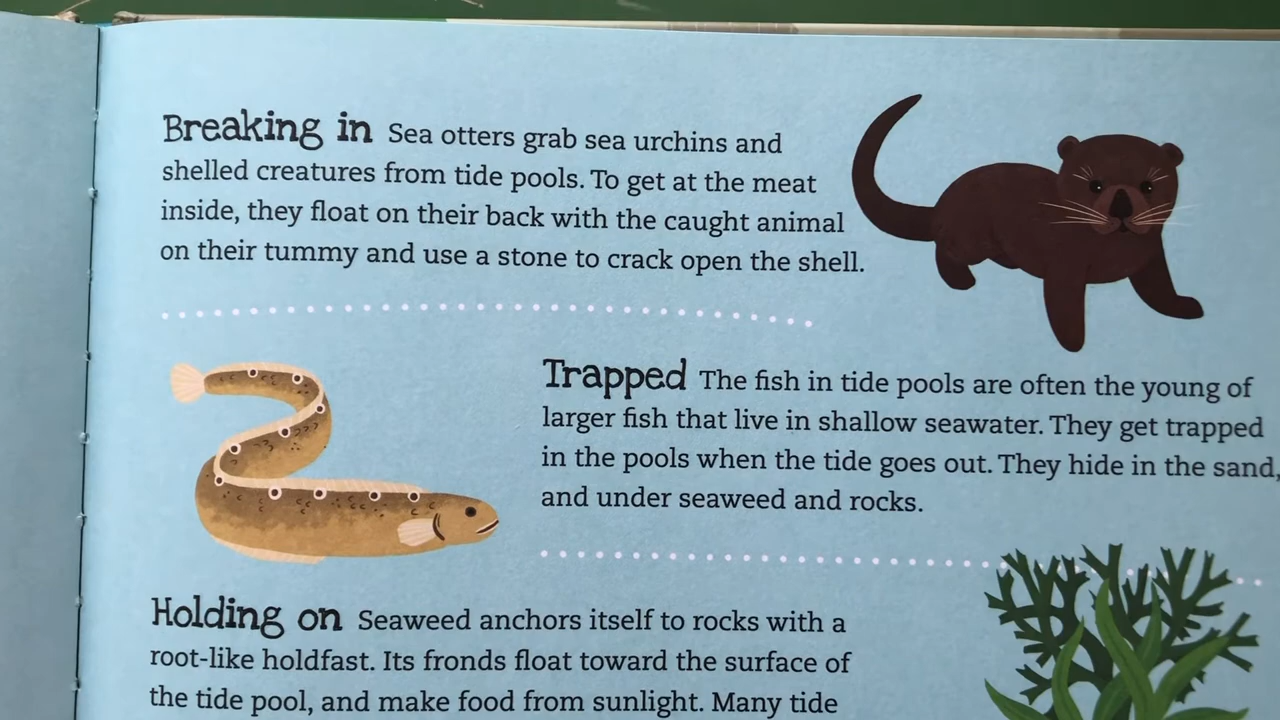 Breaking in Sea otters grab sea urchins and
shelled creatures from tide pools. To get at the meat
inside, they float on their back with the caught animal
on their tummy and use a stone to crack open the shell.
Trapped The fish in tide pools are often the young of
larger fish that live in shallow seawater. They get trapped
in the pools when the tide goes out. They hide in the sand,
and under seaweed and rocks.
Holding on Seaweed anchors itself to rocks with a
root-like holdfast. Its fronds float toward the surface of
the tide pool, and make food from sunlight. Many tide